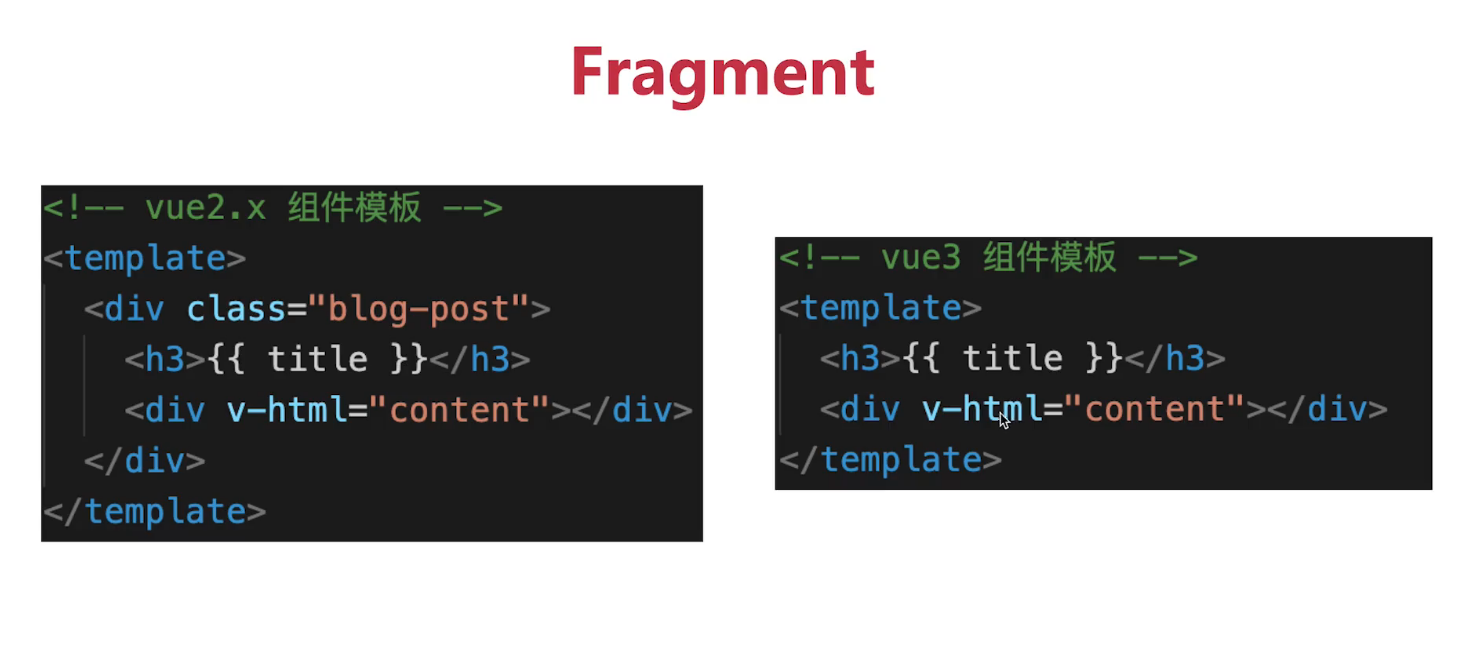 Fragment
<!-- vue2.x 组件模板 -->
<template>
<div class="blog-post">
<h3>{{ title }}</h3>
<div v-html="content"></div>
</div>
</template>
<!-- vue3 组件模板 -->
<template>
<h3>{{ title }}</h3>
<div v-html="content"></div>
</template>